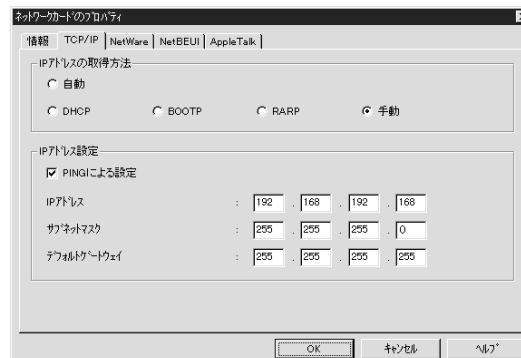 ネットワークカードのプロパティ
情報 TCP/IP NetWare NetBEUI AppleTalk
IPアドレスの取得方法
自動
DHCP BOOTP RARP 手動
IPアドレス設定
PINGによる設定
IPアドレス : 192 . 168 . 192 . 168
サブネットマスク : 255 . 255 . 255 . 0
デフォルトゲートウェイ : 255 . 255 . 255 . 255
OK キャンセル ヘルプ